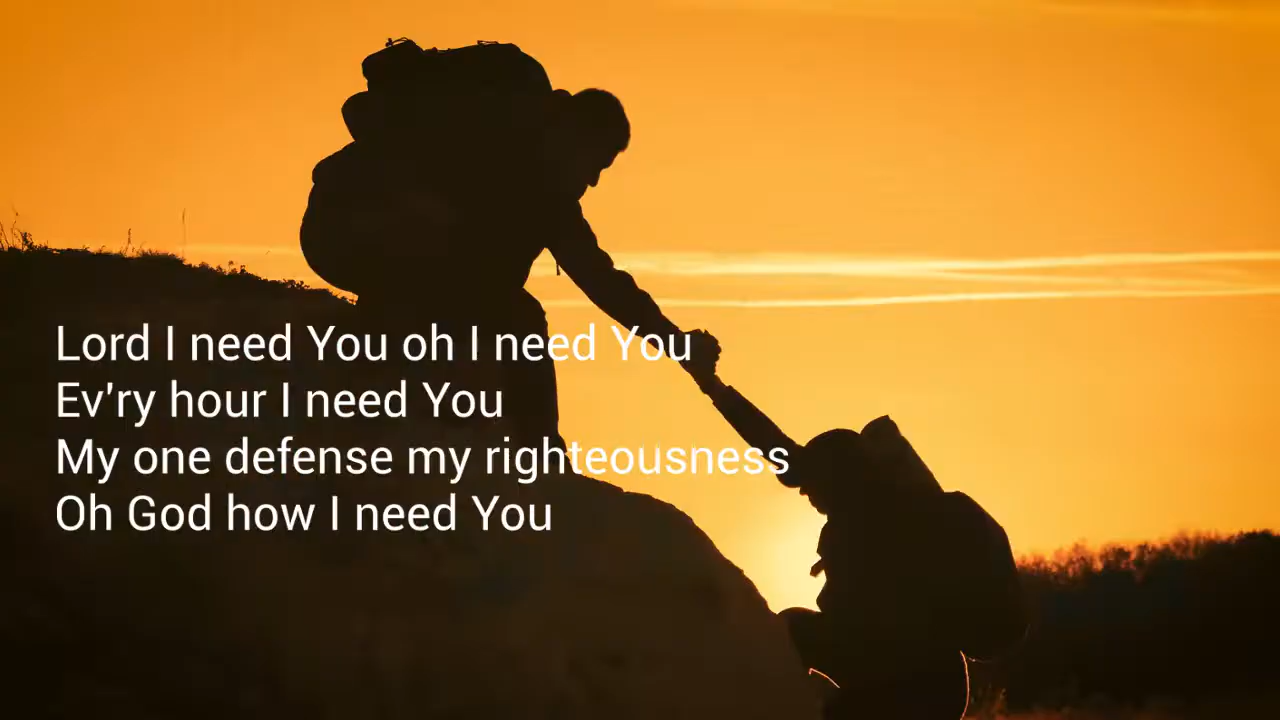 Lord I need You oh I need You
Ev'ry hour I need You
My one defense my righteousness
Oh God how I need You